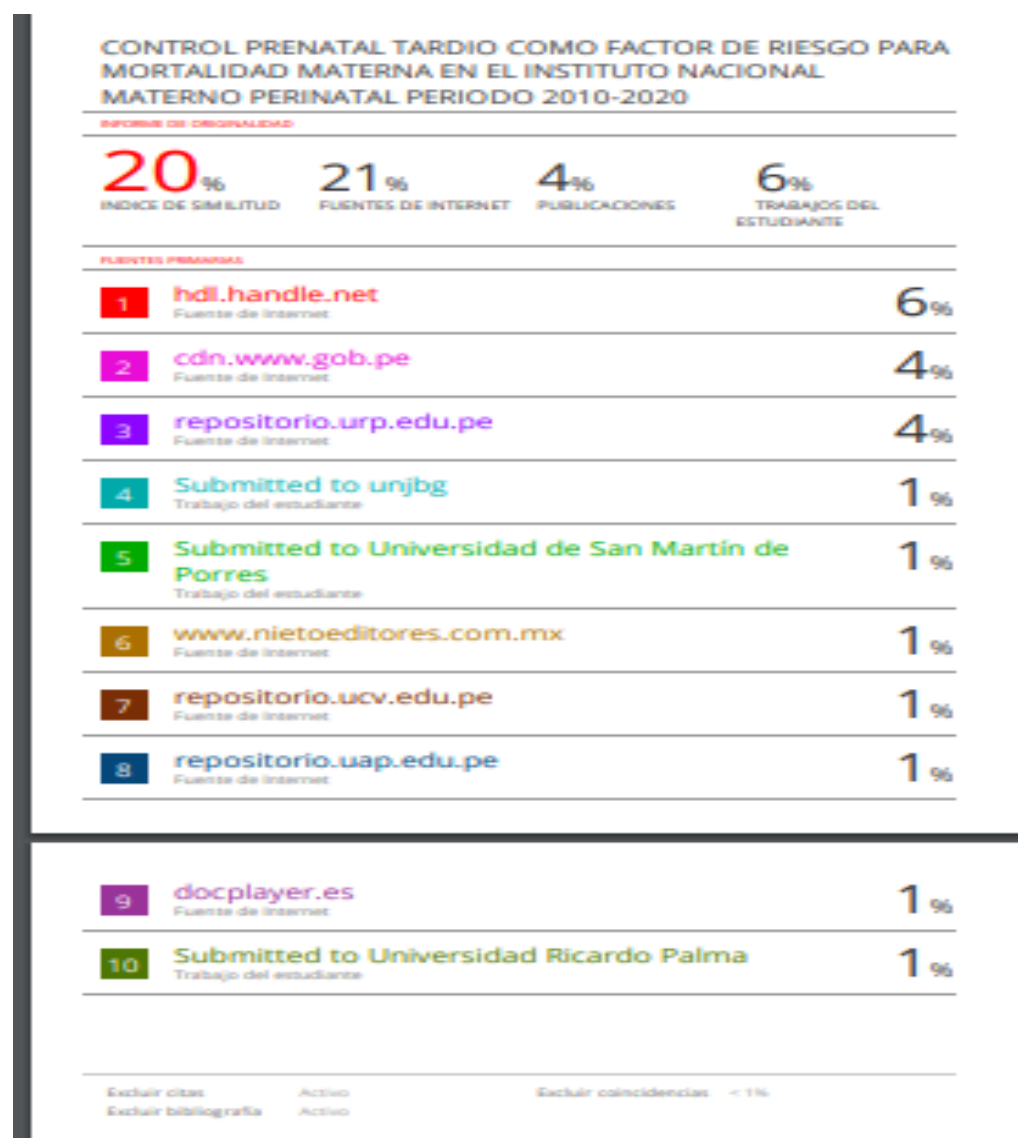 CONTROL PRENATAL TARDIO COMO FACTOR DE RIESGO PARA
MORTALIDAD MATERNA EN EL INSTITUTO NACIONAL
MATERNO PERINATAL PERIODO 2010-2020
INFORME DE ORIGINALIDAD
20% 21% 4% 6%
INDICE DE SIMILITUD FUENTES DE INTERNET PUBLICACIONES TRABAJOS DEL
ESTUDIANTE
FUENTES PRIMARIAS
1 hdl.handle.net 6%
Fuente de Internet
2 cdn.www.gob.pe 4%
Fuente de Internet
3 repositorio.urp.edu.pe 4%
Fuente de Internet
4 Submitted to unjbg 1%
Trabajo del estudiante
5 Submitted to Universidad de San Martín de 1%
Porres
Trabajo del estudiante
6 www.nietoeditores.com.mx 1%
Fuente de Internet
7 repositorio.ucv.edu.pe 1%
Fuente de Internet
8 repositorio.uap.edu.pe 1%
Fuente de Internet
9 docplayer.es 1%
Fuente de Internet
10 Submitted to Universidad Ricardo Palma 1%
Trabajo del estudiante
Excluir citas Activo Excluir coincidencias < 1%
Excluir bibliografía Activo